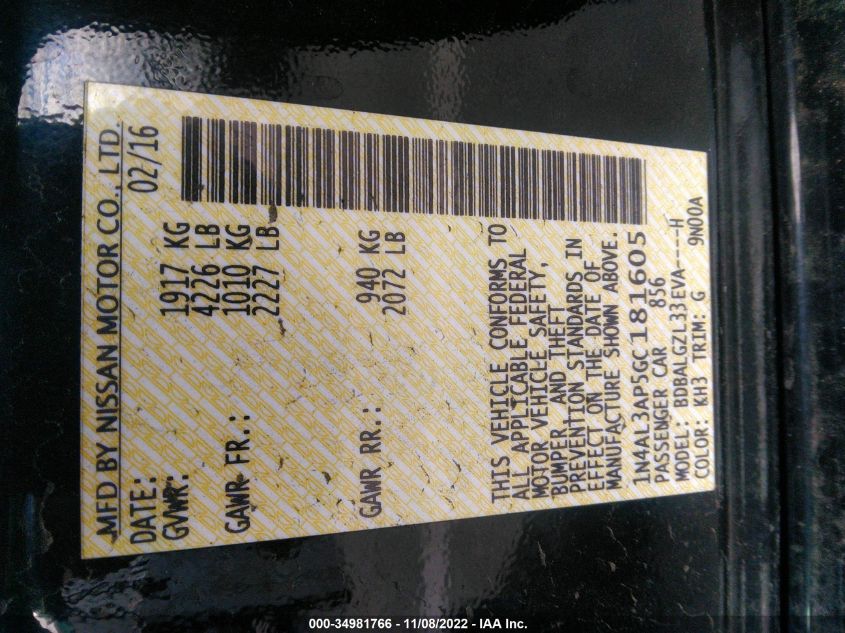 MFD BY NISSAN MOTOR CO., LTD.
DATE: 02/16
GVWR: 1917 KG
4226 LB
GAWR FR.: 1010 KG
2227 LB
GAWR RR.: 940 KG
2072 LB
THIS VEHICLE CONFORMS TO
ALL APPLICABLE FEDERAL
MOTOR VEHICLE SAFETY,
BUMPER, AND THEFT
PREVENTION STANDARDS IN
EFFECT ON THE DATE OF
MANUFACTURE SHOWN ABOVE.
1N4AL3AP5GC181605
PASSENGER CAR 856
MODEL: BDBALGZL33EVA-----H
COLOR: KH3 TRIM: G 9N00A
000-34981766 - 11/08/2022 - IAA Inc.